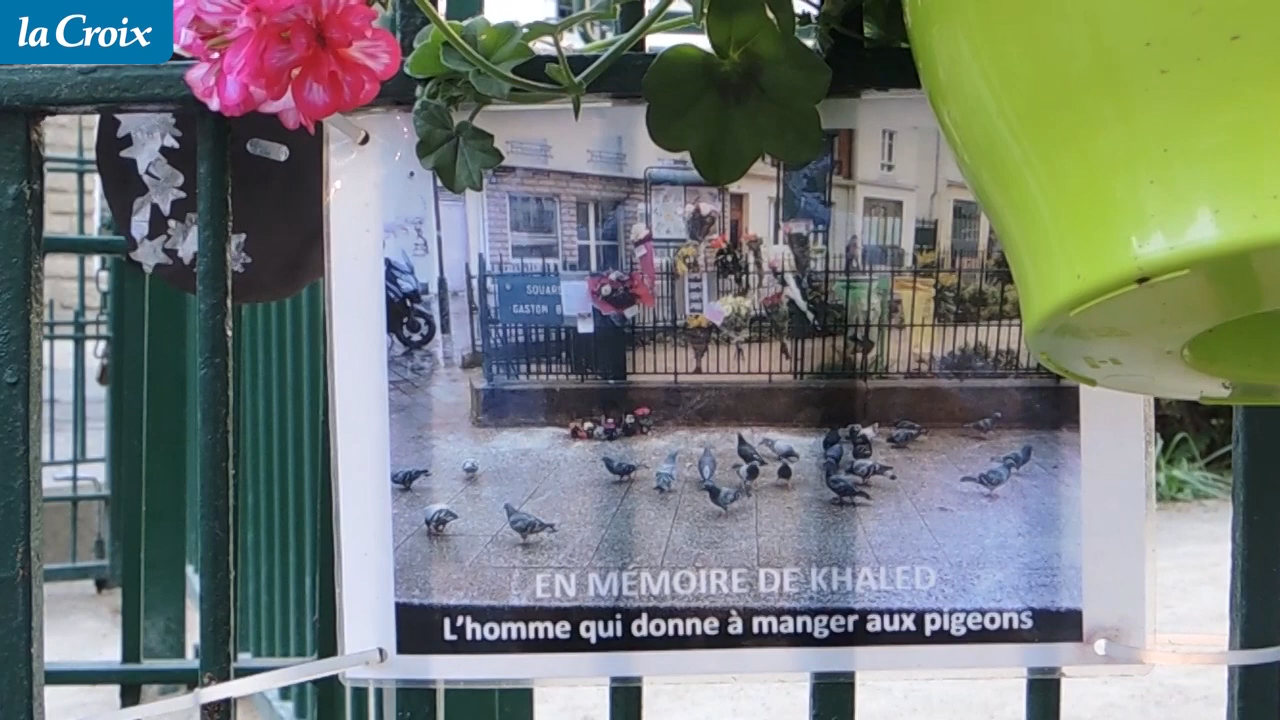 la Croix
SQUARE
GASTON B
EN MÉMOIRE DE KHALED
L'homme qui donne à manger aux pigeons